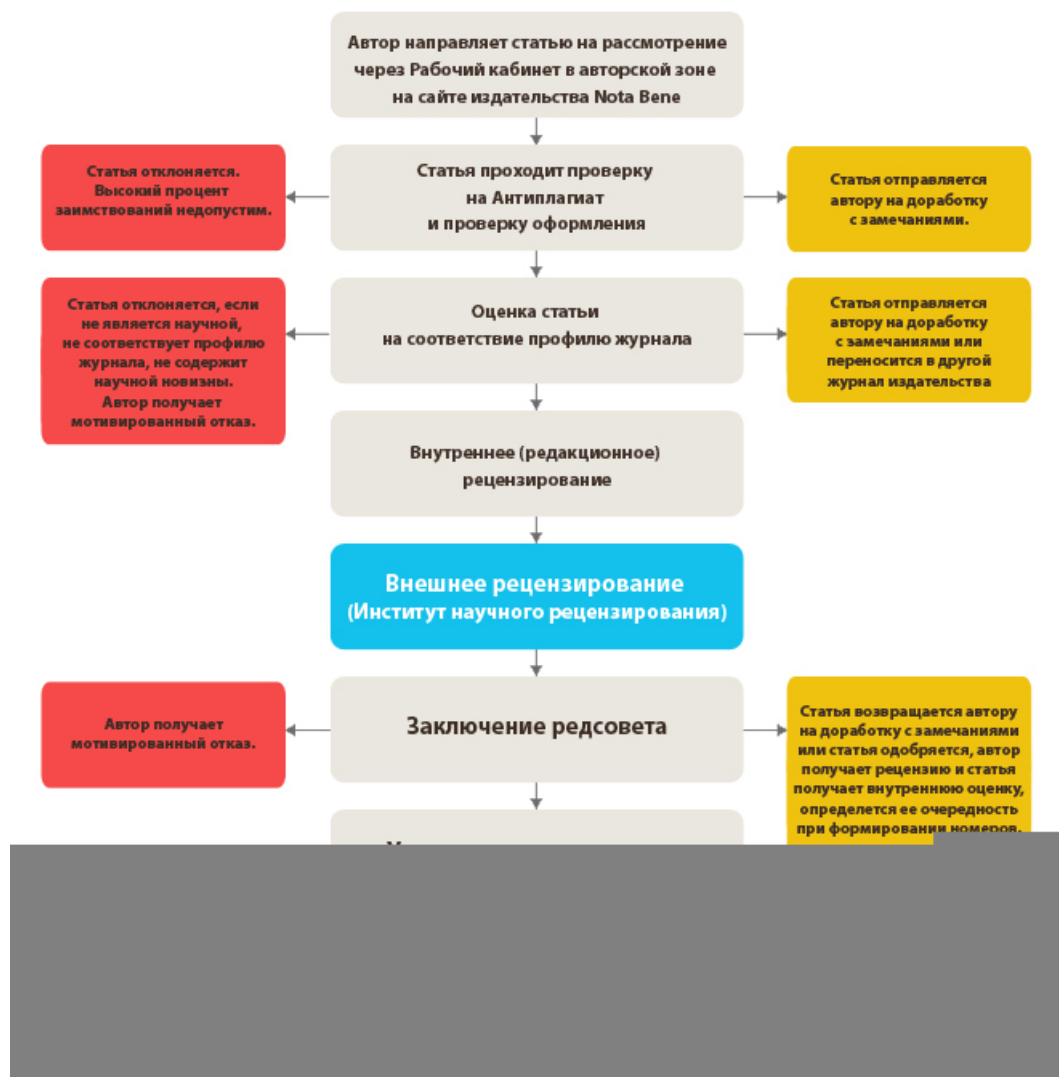 Автор направляет статью на рассмотрение
через Рабочий кабинет в авторской зоне
на сайте издательства Nota Bene
Статья отклоняется.
Высокий процент
заимствований недопустим.
Статья проходит проверку
на Антиплагиат
и проверку оформления
Статья отправляется
автору на доработку
с замечаниями.
Статья отклоняется, если
не является научной,
не соответствует профилю
журнала, не содержит
научной новизны.
Автор получает
мотивированный отказ.
Оценка статьи
на соответствие профилю журнала
Статья отправляется
автору на доработку
с замечаниями или
переносится в другой
журнал издательства
Внутреннее (редакционное)
рецензирование
Внешнее рецензирование
(Институт научного рецензирования)
Автор получает
мотивированный отказ.
Заключение редсовета
Статья возвращается автору
на доработку с замечаниями
или статья одобряется, автор
получает рецензию и статья
получает внутреннюю оценку,
определется ее очередность
при формировании номеров.